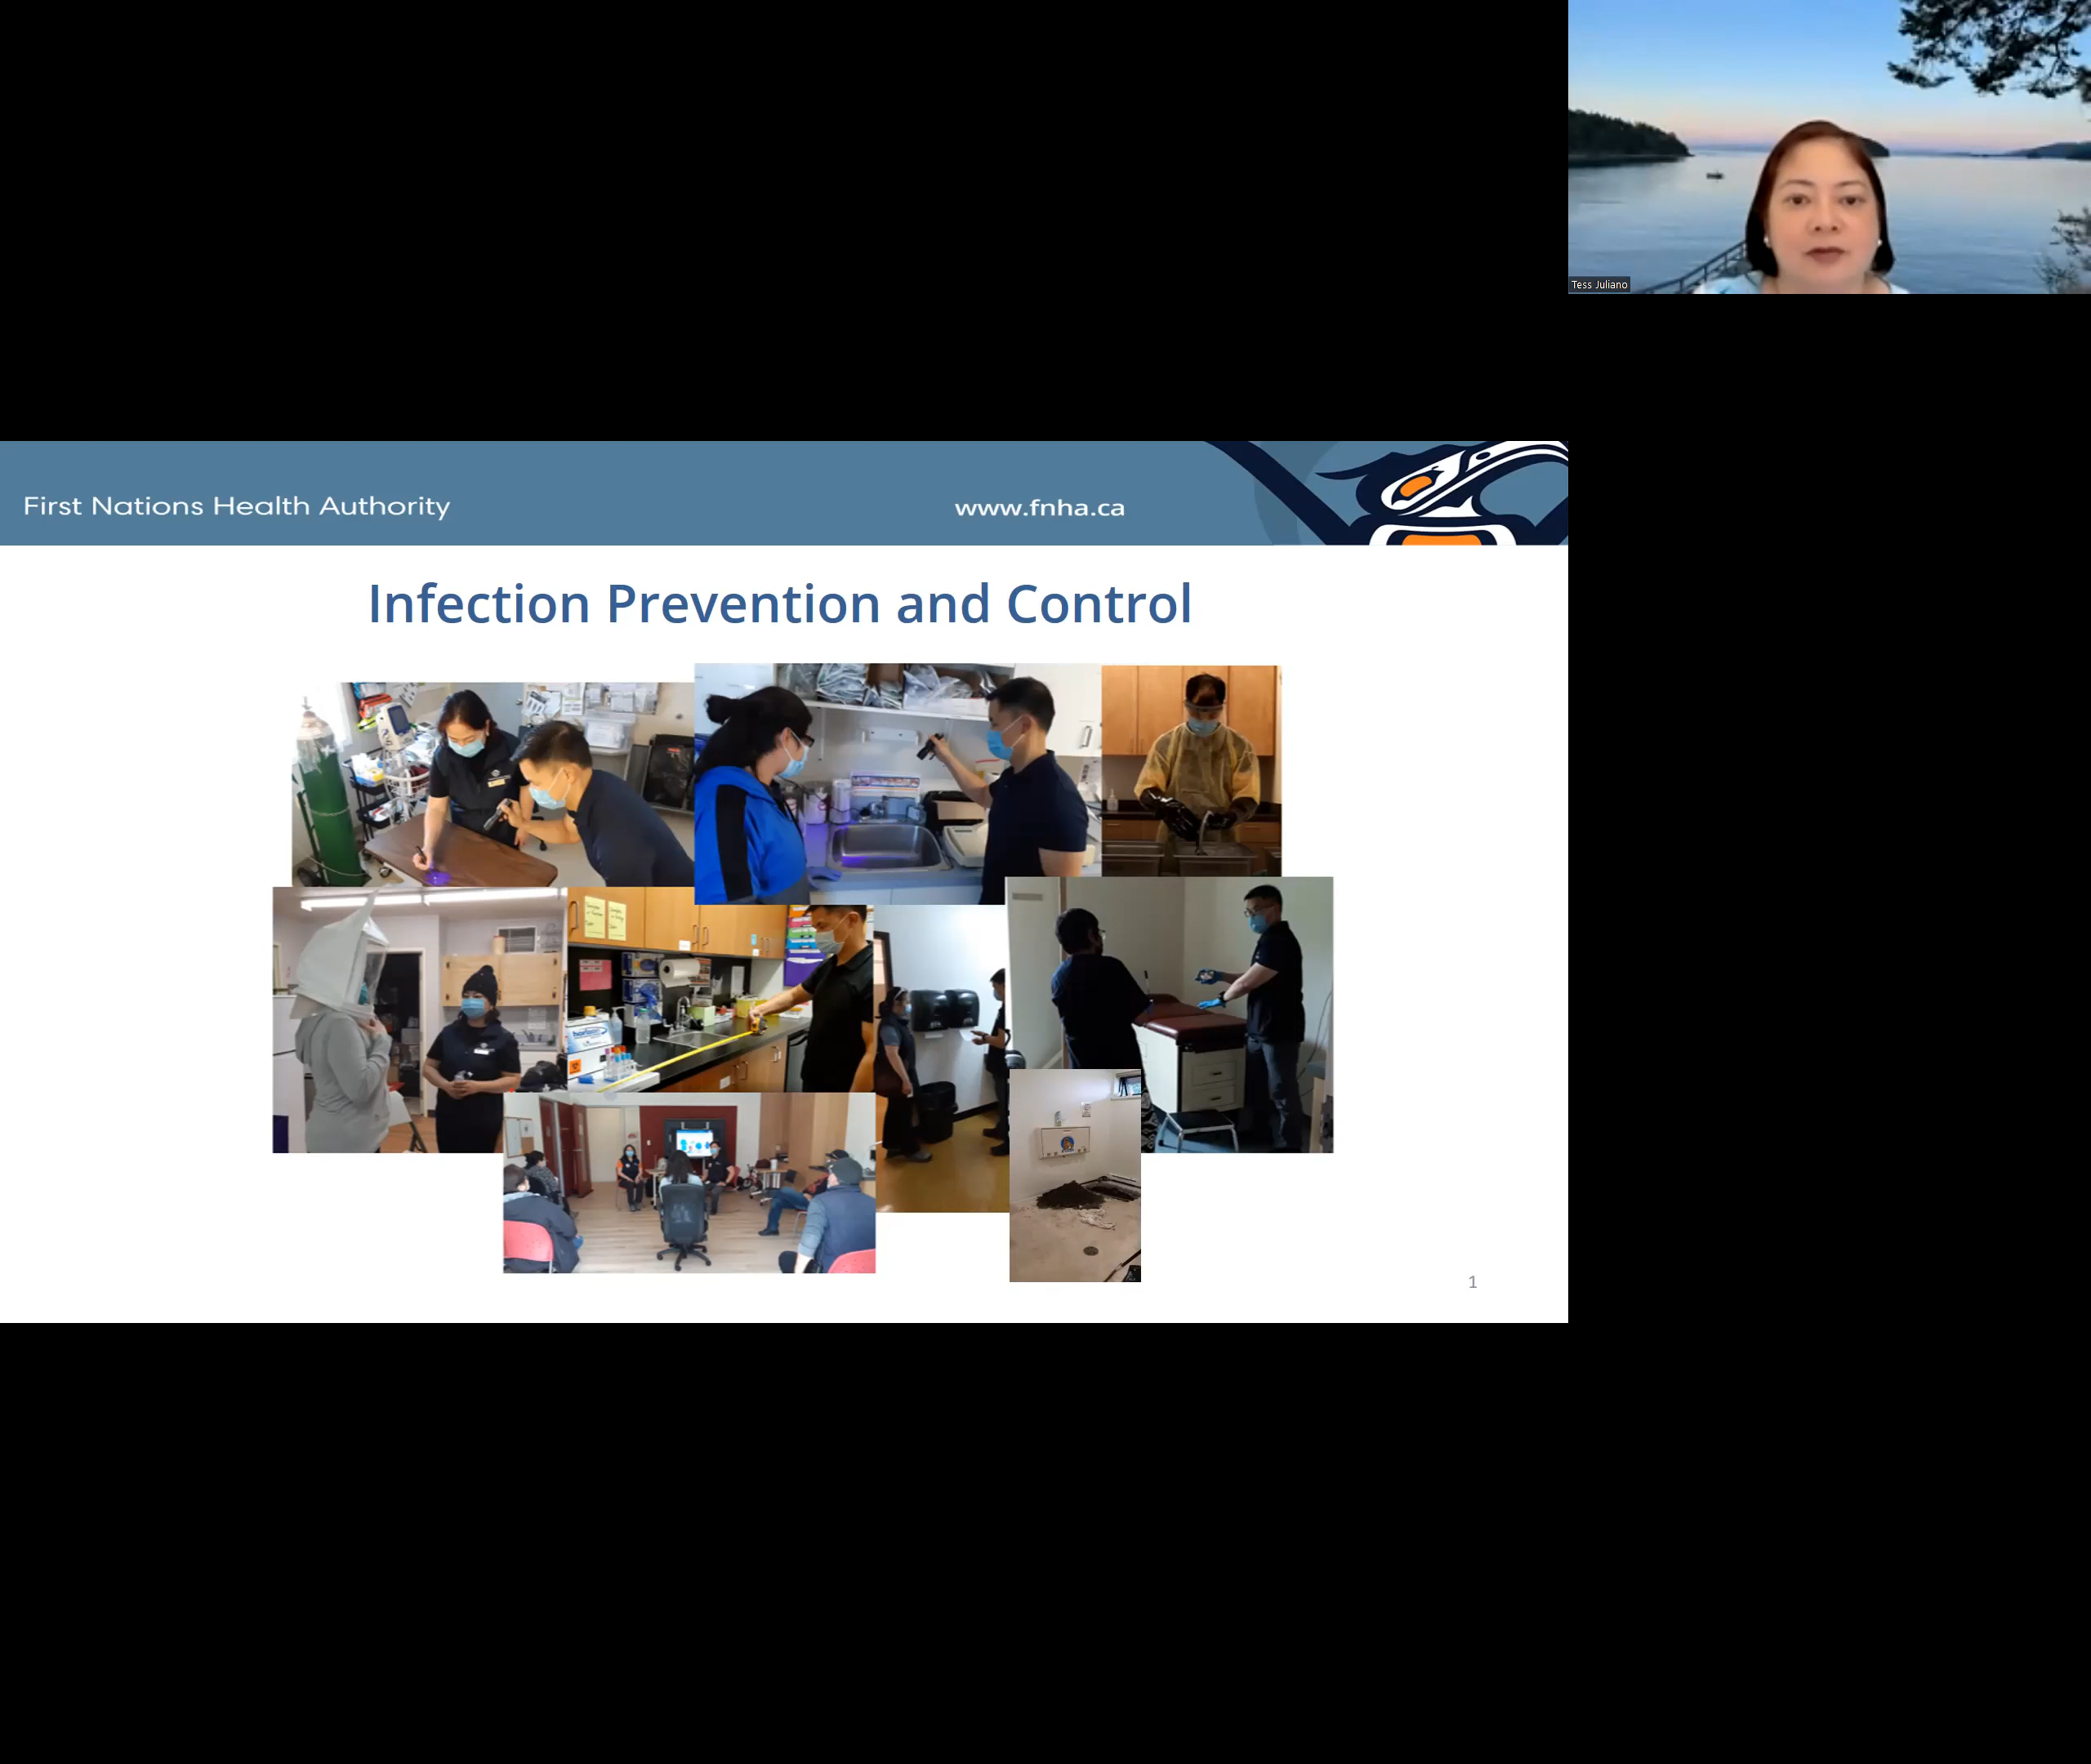 Tess Juliano
First Nations Health Authority
www.fnha.ca
Infection Prevention and Control
1